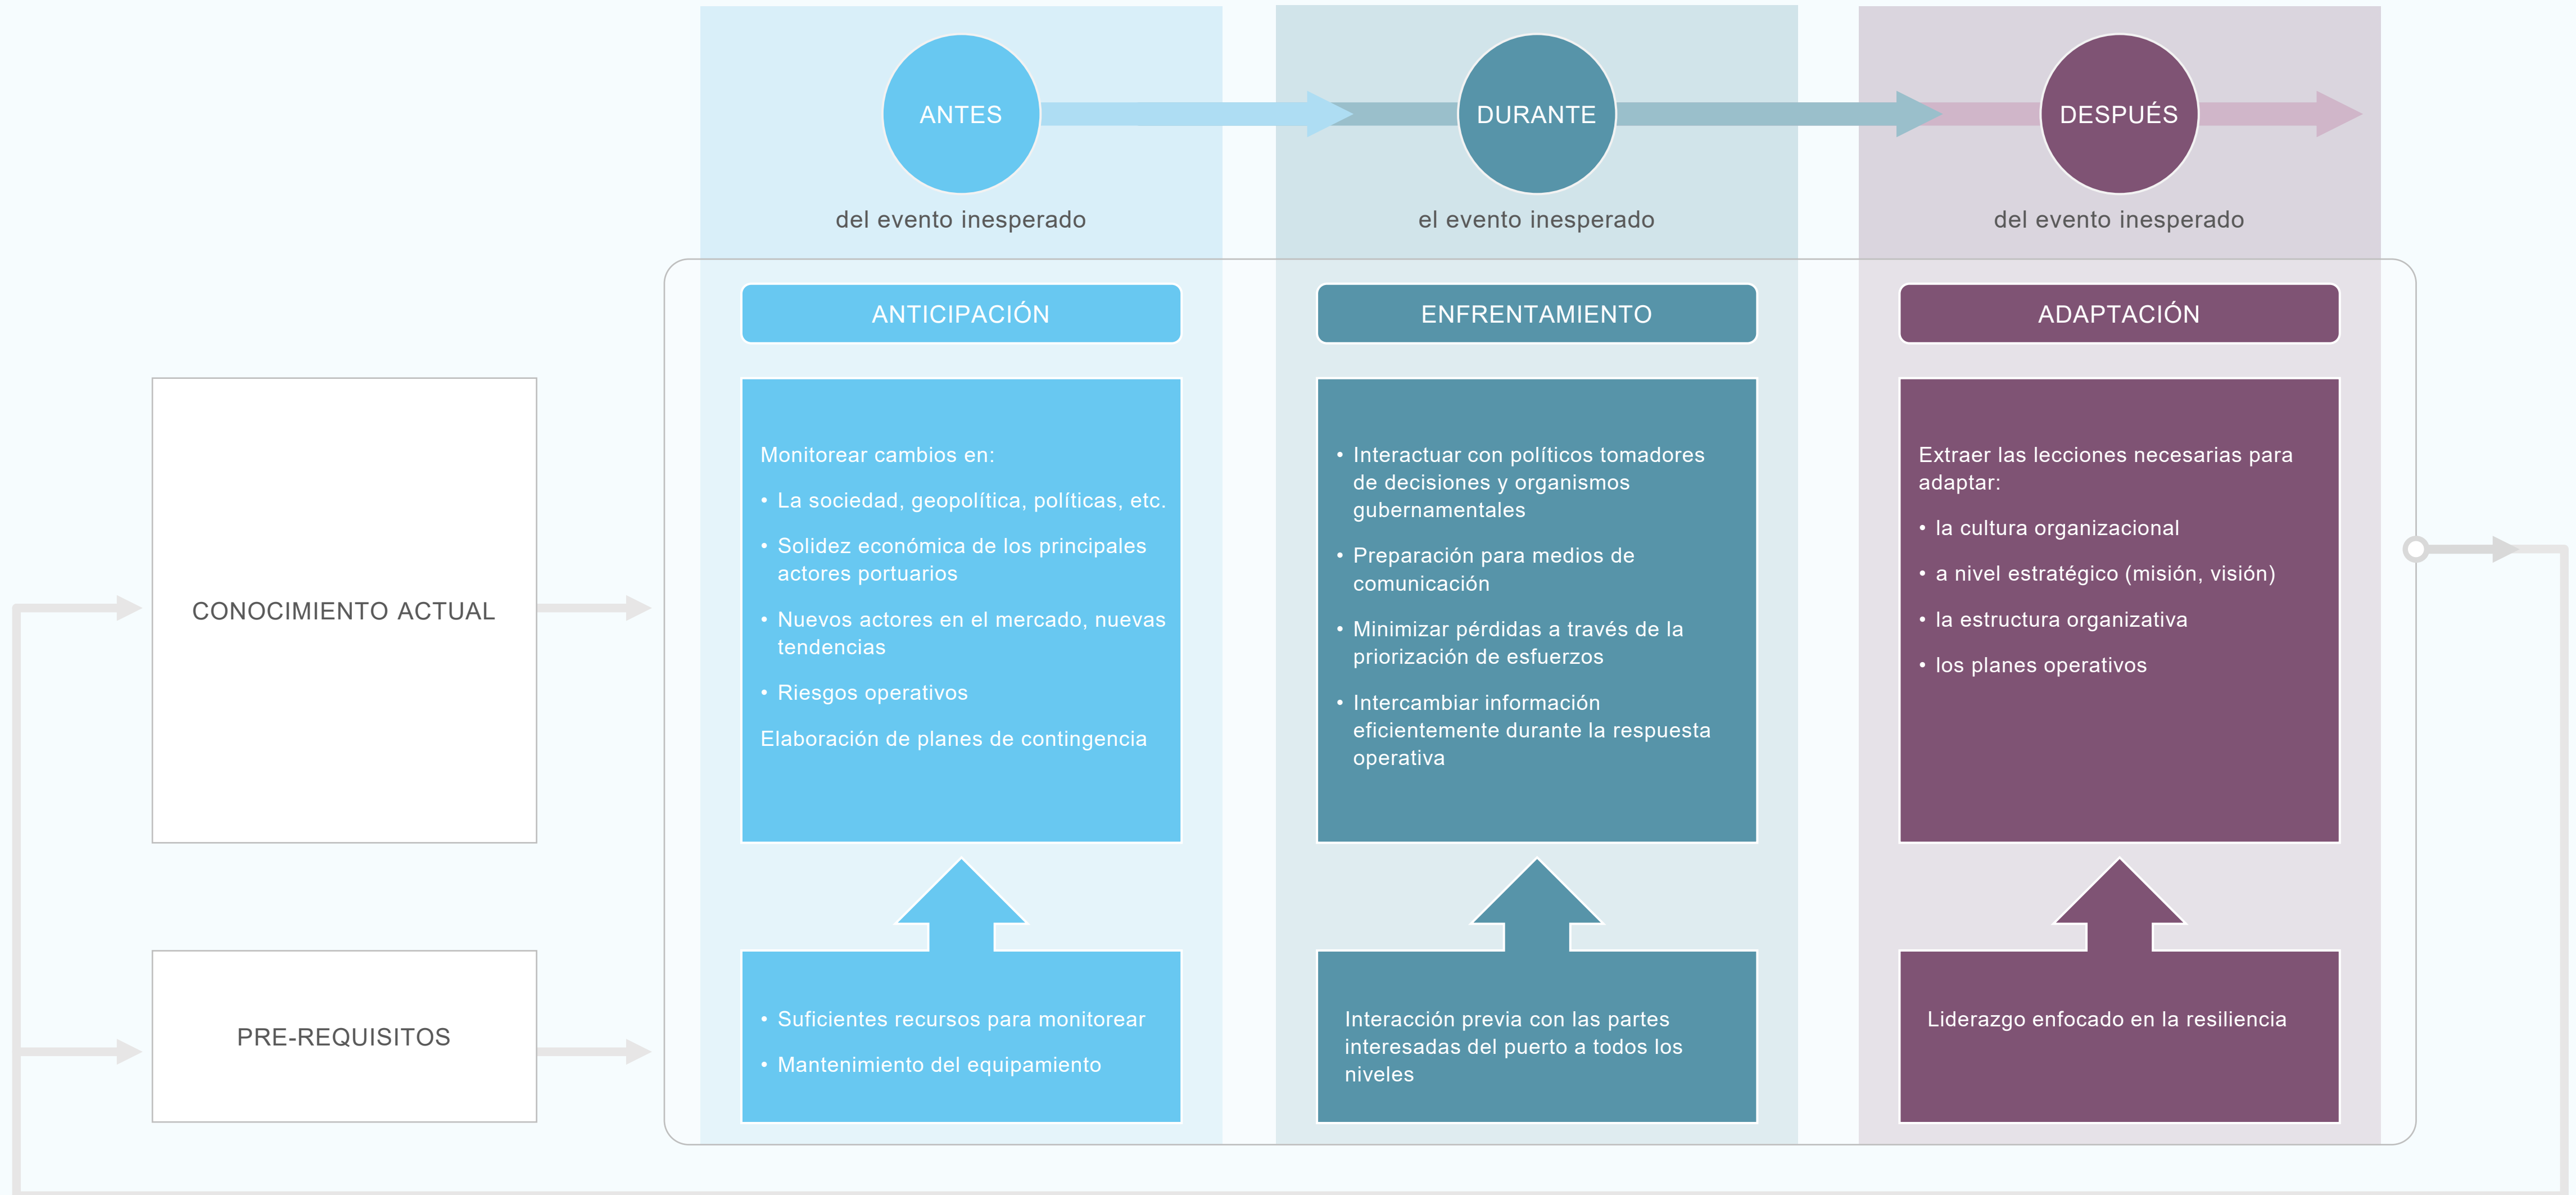 ANTES
del evento inesperado
DURANTE
el evento inesperado
DESPUÉS
del evento inesperado
ANTICIPACIÓN
ENFRENTAMIENTO
ADAPTACIÓN
CONOCIMIENTO ACTUAL
Monitorear cambios en:
• La sociedad, geopolítica, políticas, etc.
• Solidez económica de los principales
actores portuarios
• Nuevos actores en el mercado, nuevas
tendencias
• Riesgos operativos
Elaboración de planes de contingencia
• Interactuar con políticos tomadores
de decisiones y organismos
gubernamentales
• Preparación para medios de
comunicación
• Minimizar pérdidas a través de la
priorización de esfuerzos
• Intercambiar información
eficientemente durante la respuesta
operativa
Extraer las lecciones necesarias para
adaptar:
• la cultura organizacional
• a nivel estratégico (misión, visión)
• la estructura organizativa
• los planes operativos
PRE-REQUISITOS
• Suficientes recursos para monitorear
• Mantenimiento del equipamiento
Interacción previa con las partes
interesadas del puerto a todos los
niveles
Liderazgo enfocado en la resiliencia